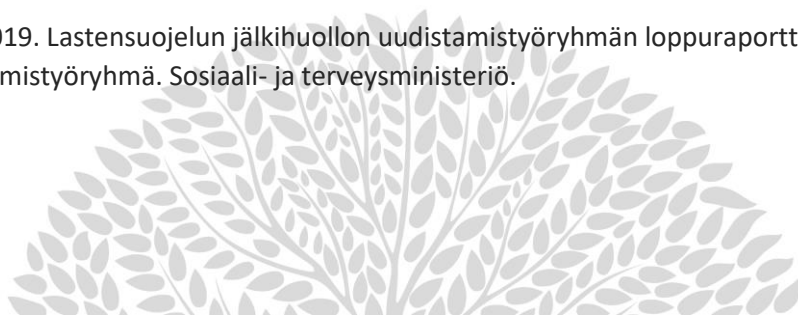 019. Lastensuojelun jälkihuollon uudistamistyöryhmän loppuraportt
mistyöryhmä. Sosiaali- ja terveysministeriö.